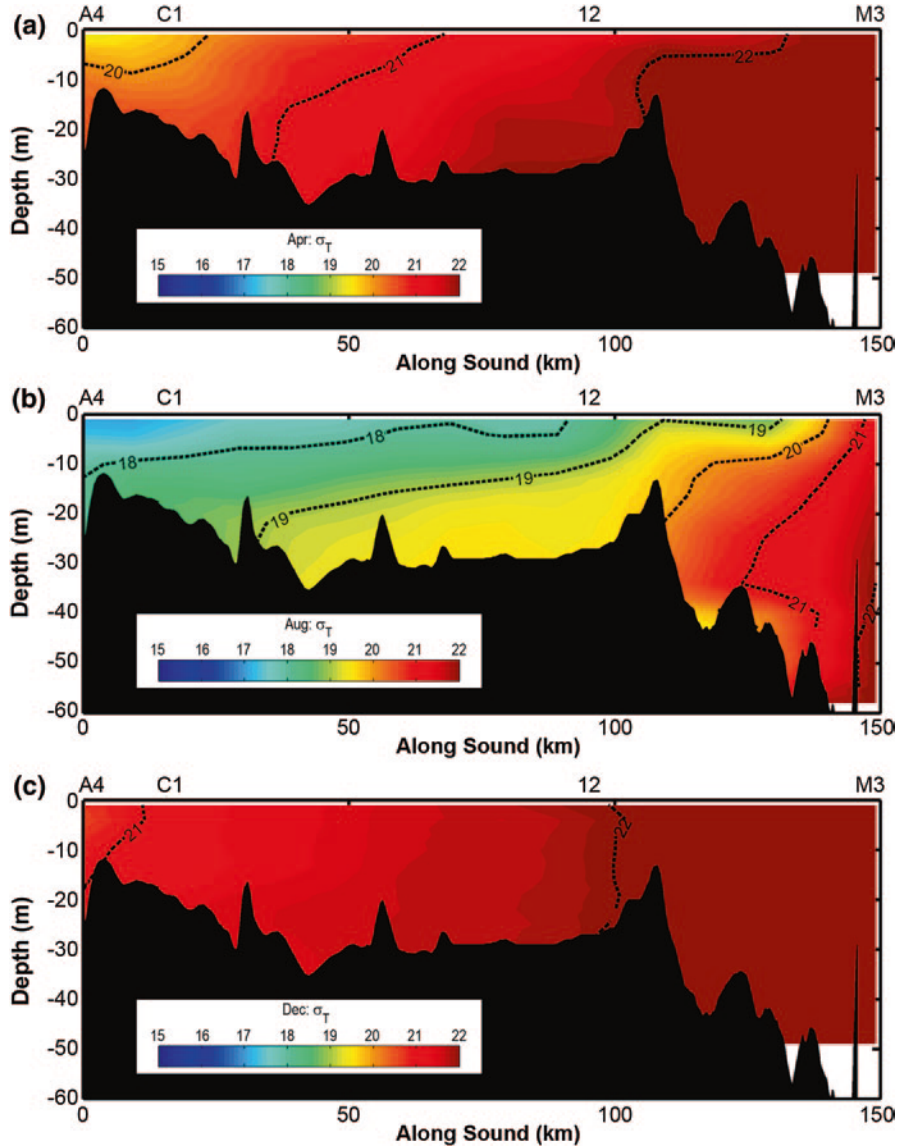 (a)
A4 C1 12 M3
0
-10
-20
-30
-40
-50
-60
Depth (m)
20
21
22
Apr: σT
15 16 17 18 19 20 21 22
0 50 100 150
Along Sound (km)
(b)
A4 C1 12 M3
0
-10
-20
-30
-40
-50
-60
Depth (m)
18
18
19
19
19
20
21
21
22
Aug: σT
15 16 17 18 19 20 21 22
0 50 100 150
Along Sound (km)
(c)
A4 C1 12 M3
0
-10
-20
-30
-40
-50
-60
Depth (m)
21
22
Dec: σT
15 16 17 18 19 20 21 22
0 50 100 150
Along Sound (km)